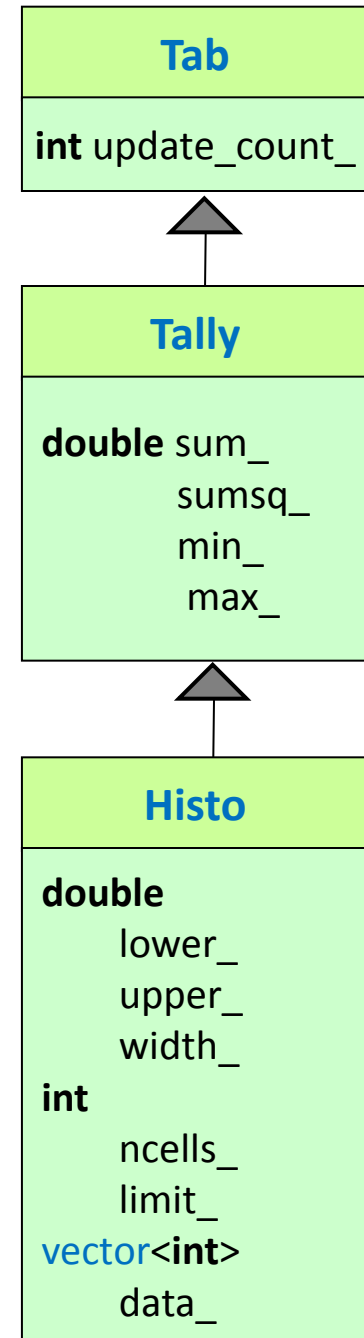 Tab
int update_count_
Tally
double sum_
sumsq_
min_
max_
Histo
double
lower_
upper_
width_
int
ncells_
limit_
vector<int>
data_